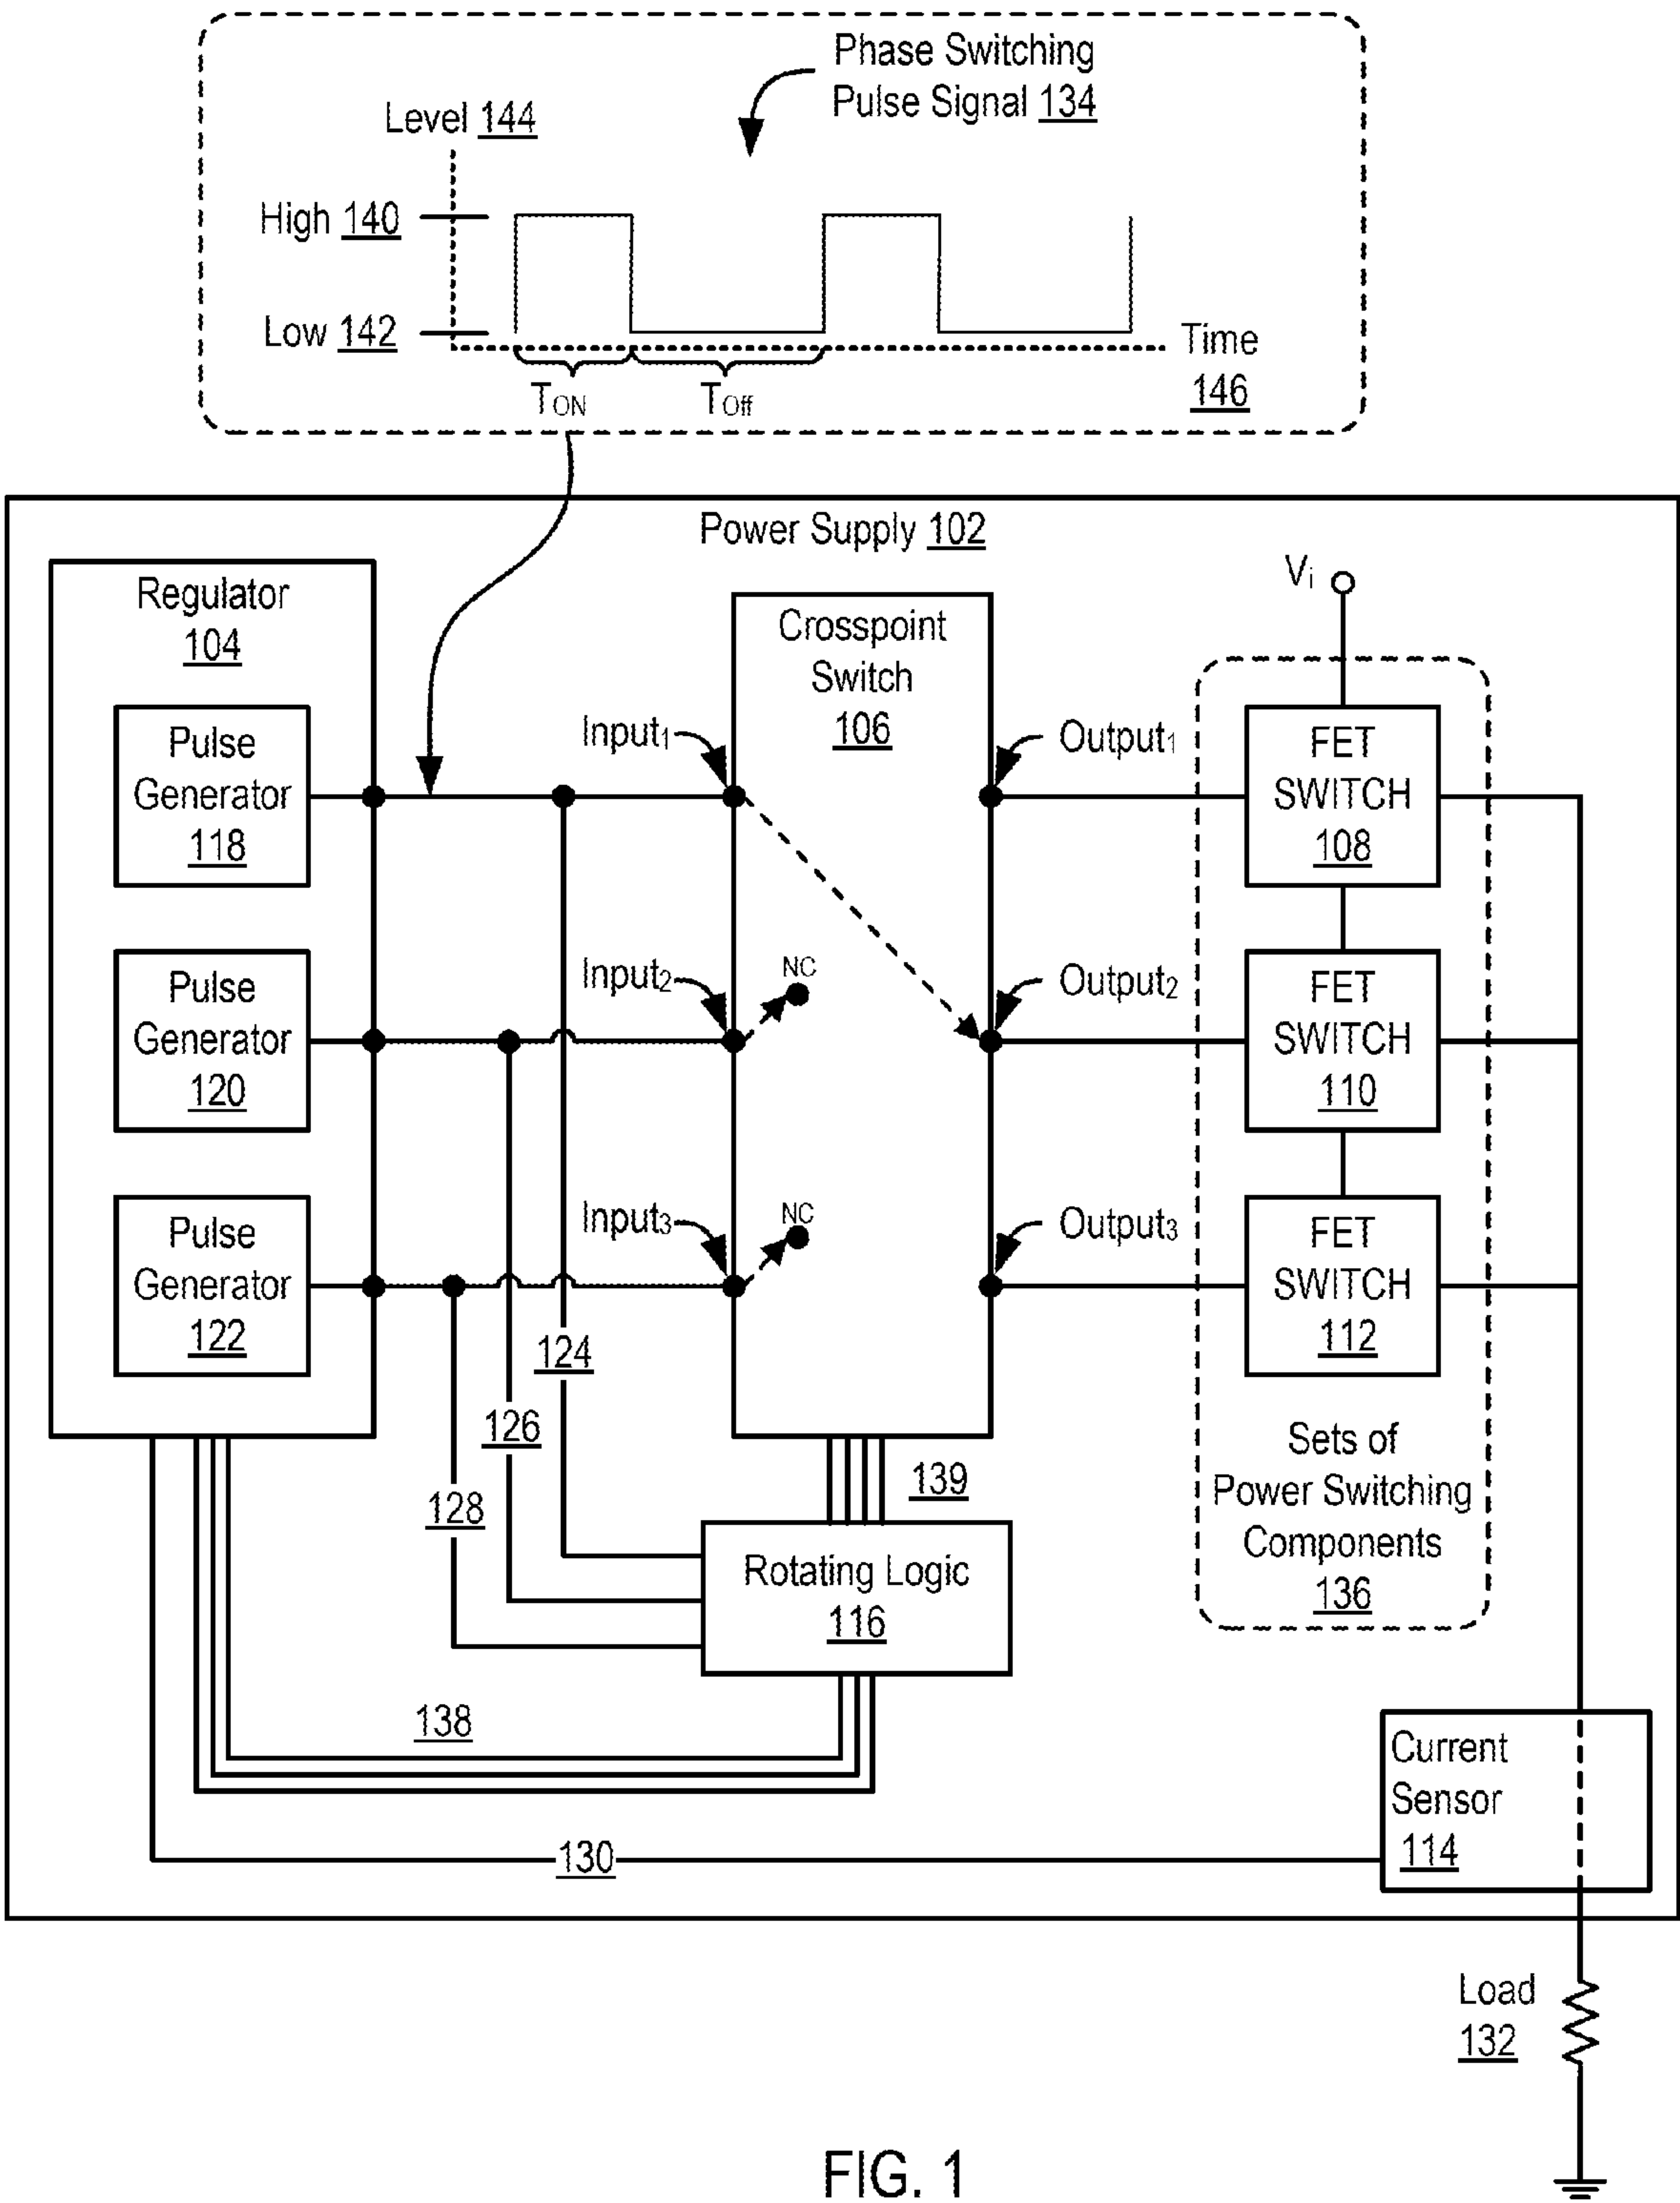 Phase Switching
Pulse Signal 134
Level 144
High 140
Low 142
Time
146
TON
TOff
Power Supply 102
Regulator
104
Pulse
Generator
118
Pulse
Generator
120
Pulse
Generator
122
Crosspoint
Switch
106
Input1
Input2
Input3
NC
NC
Output1
Output2
Output3
Vi
FET
SWITCH
108
FET
SWITCH
110
FET
SWITCH
112
Sets of
Power Switching
Components
136
124
126
128
139
Rotating Logic
116
138
130
Current
Sensor
114
Load
132
FIG. 1